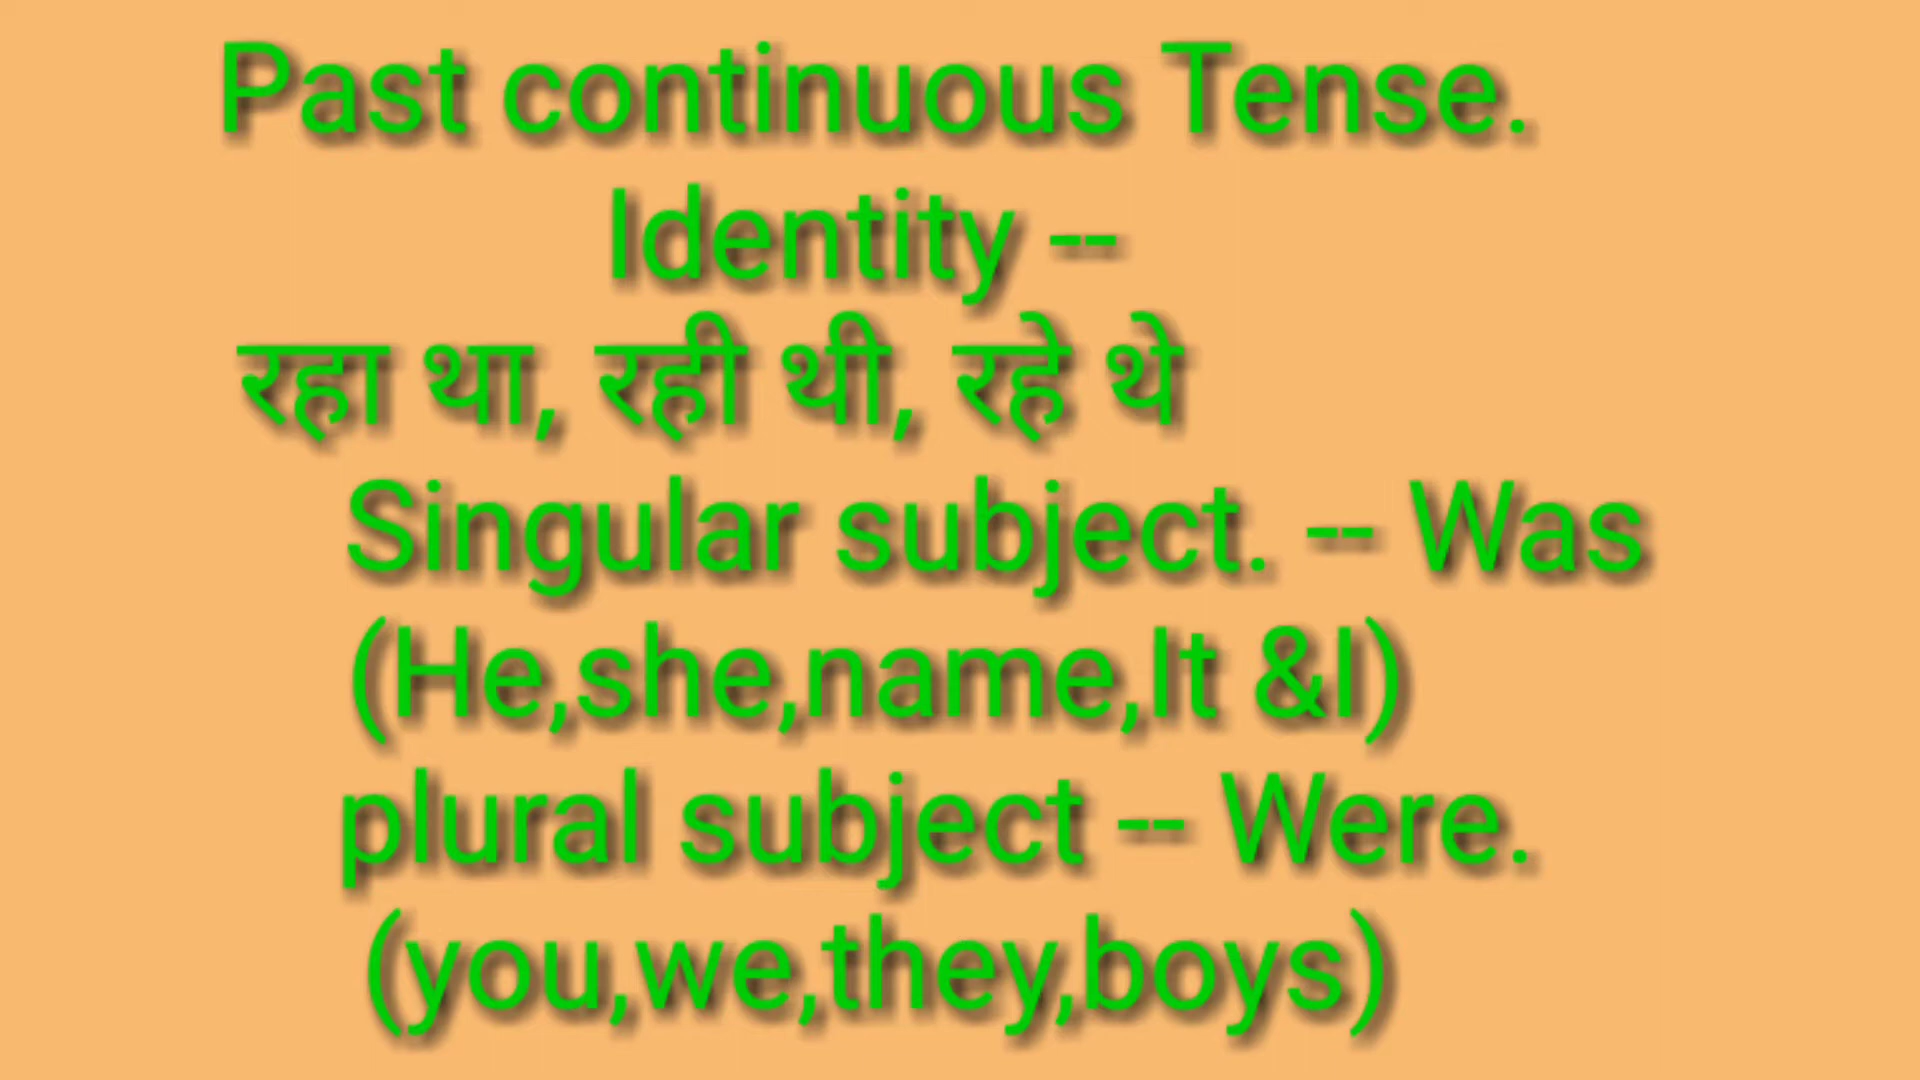 Past continuous Tense.
Identity --
रहा था, रही थी, रहे थे
Singular subject. -- Was
(He,she,name,It &I)
plural subject -- Were.
(you,we,they,boys)